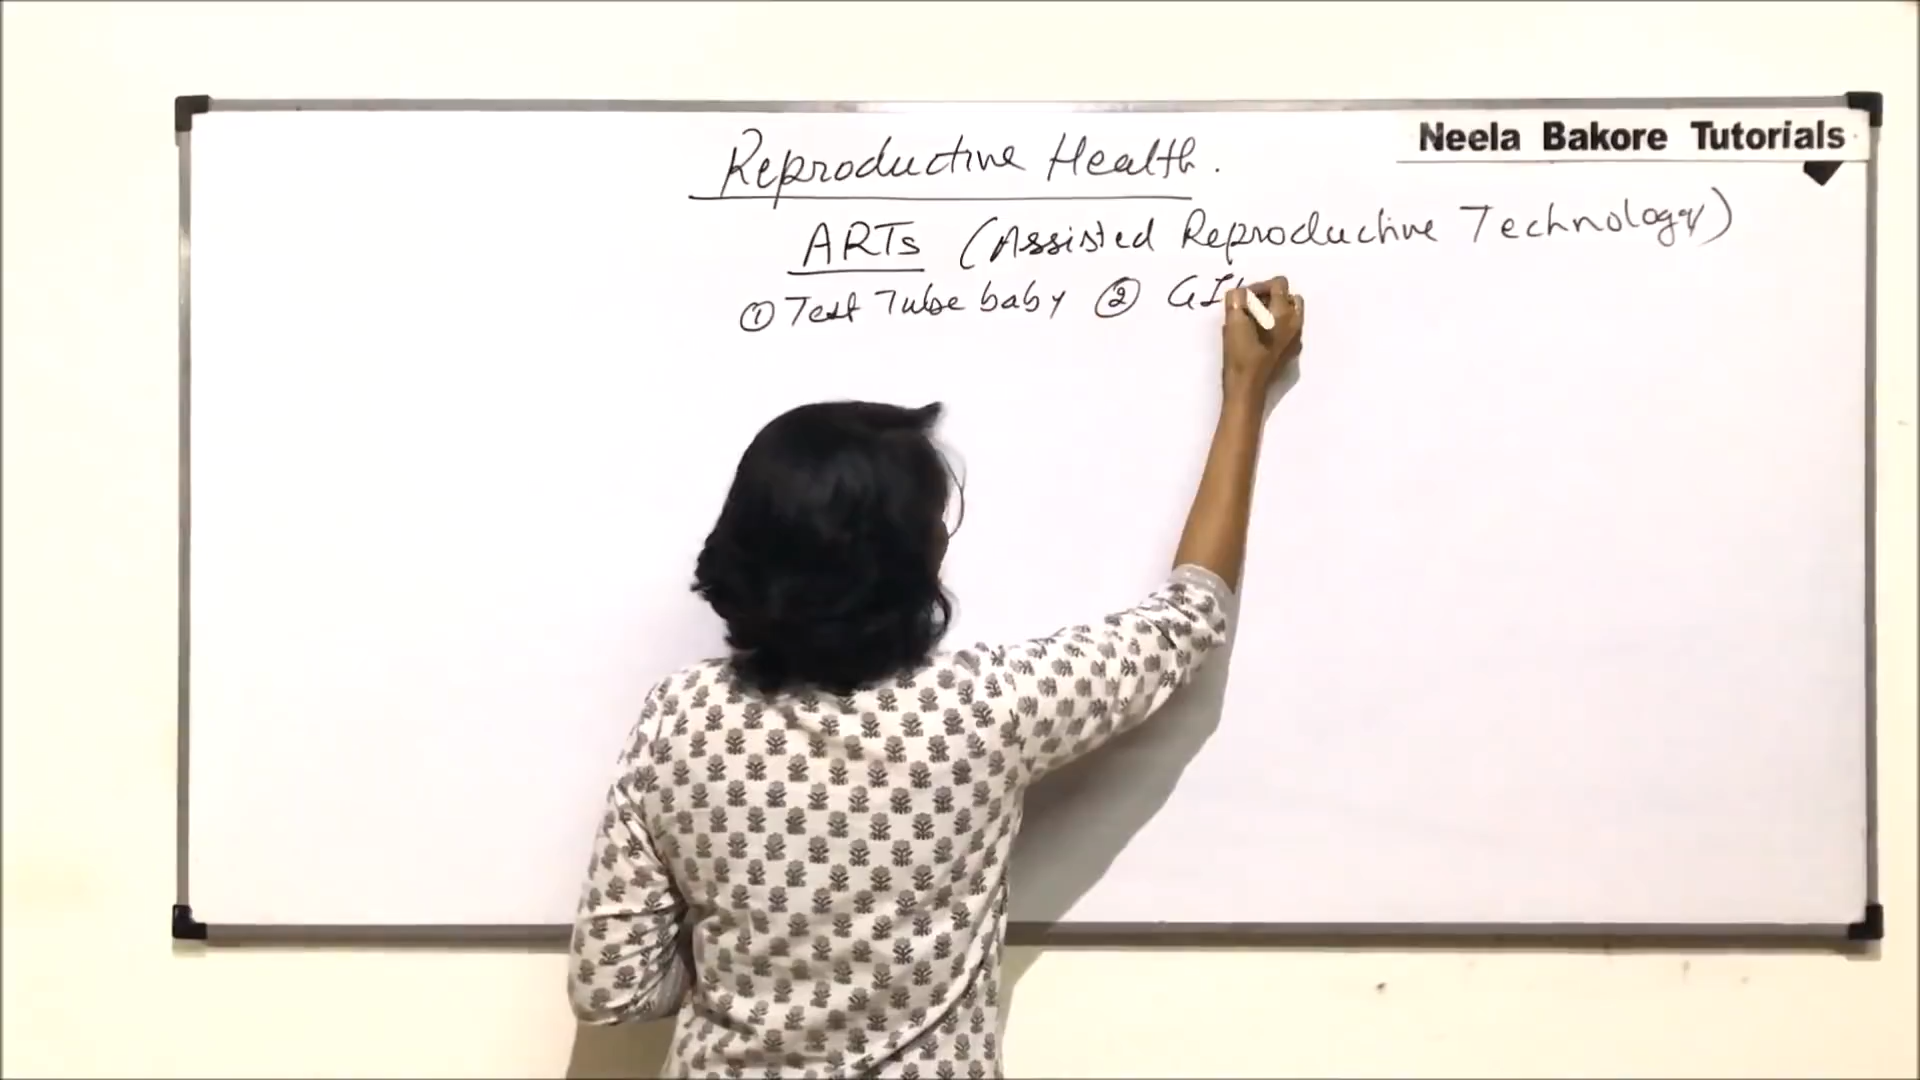 Neela Bakore Tutorials
Reproductive Health.
ARTs (Assisted Reproductive Technology)
① Test Tube baby ②